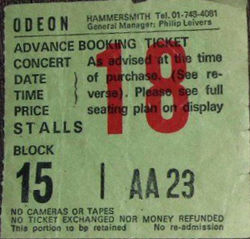 ODEON HAMMERSMITH Tel. 01-743-4081
General Manager: Philip Leivers
ADVANCE BOOKING TICKET
CONCERT As advised at the time
DATE ) of purchase. (See re-
TIME ) verse). Please see full
PRICE seating plan on display
18
STALLS
BLOCK
15 AA 23
NO CAMERAS OR TAPES
NO TICKET EXCHANGED NOR MONEY REFUNDED
This portion to be retained No re-admission